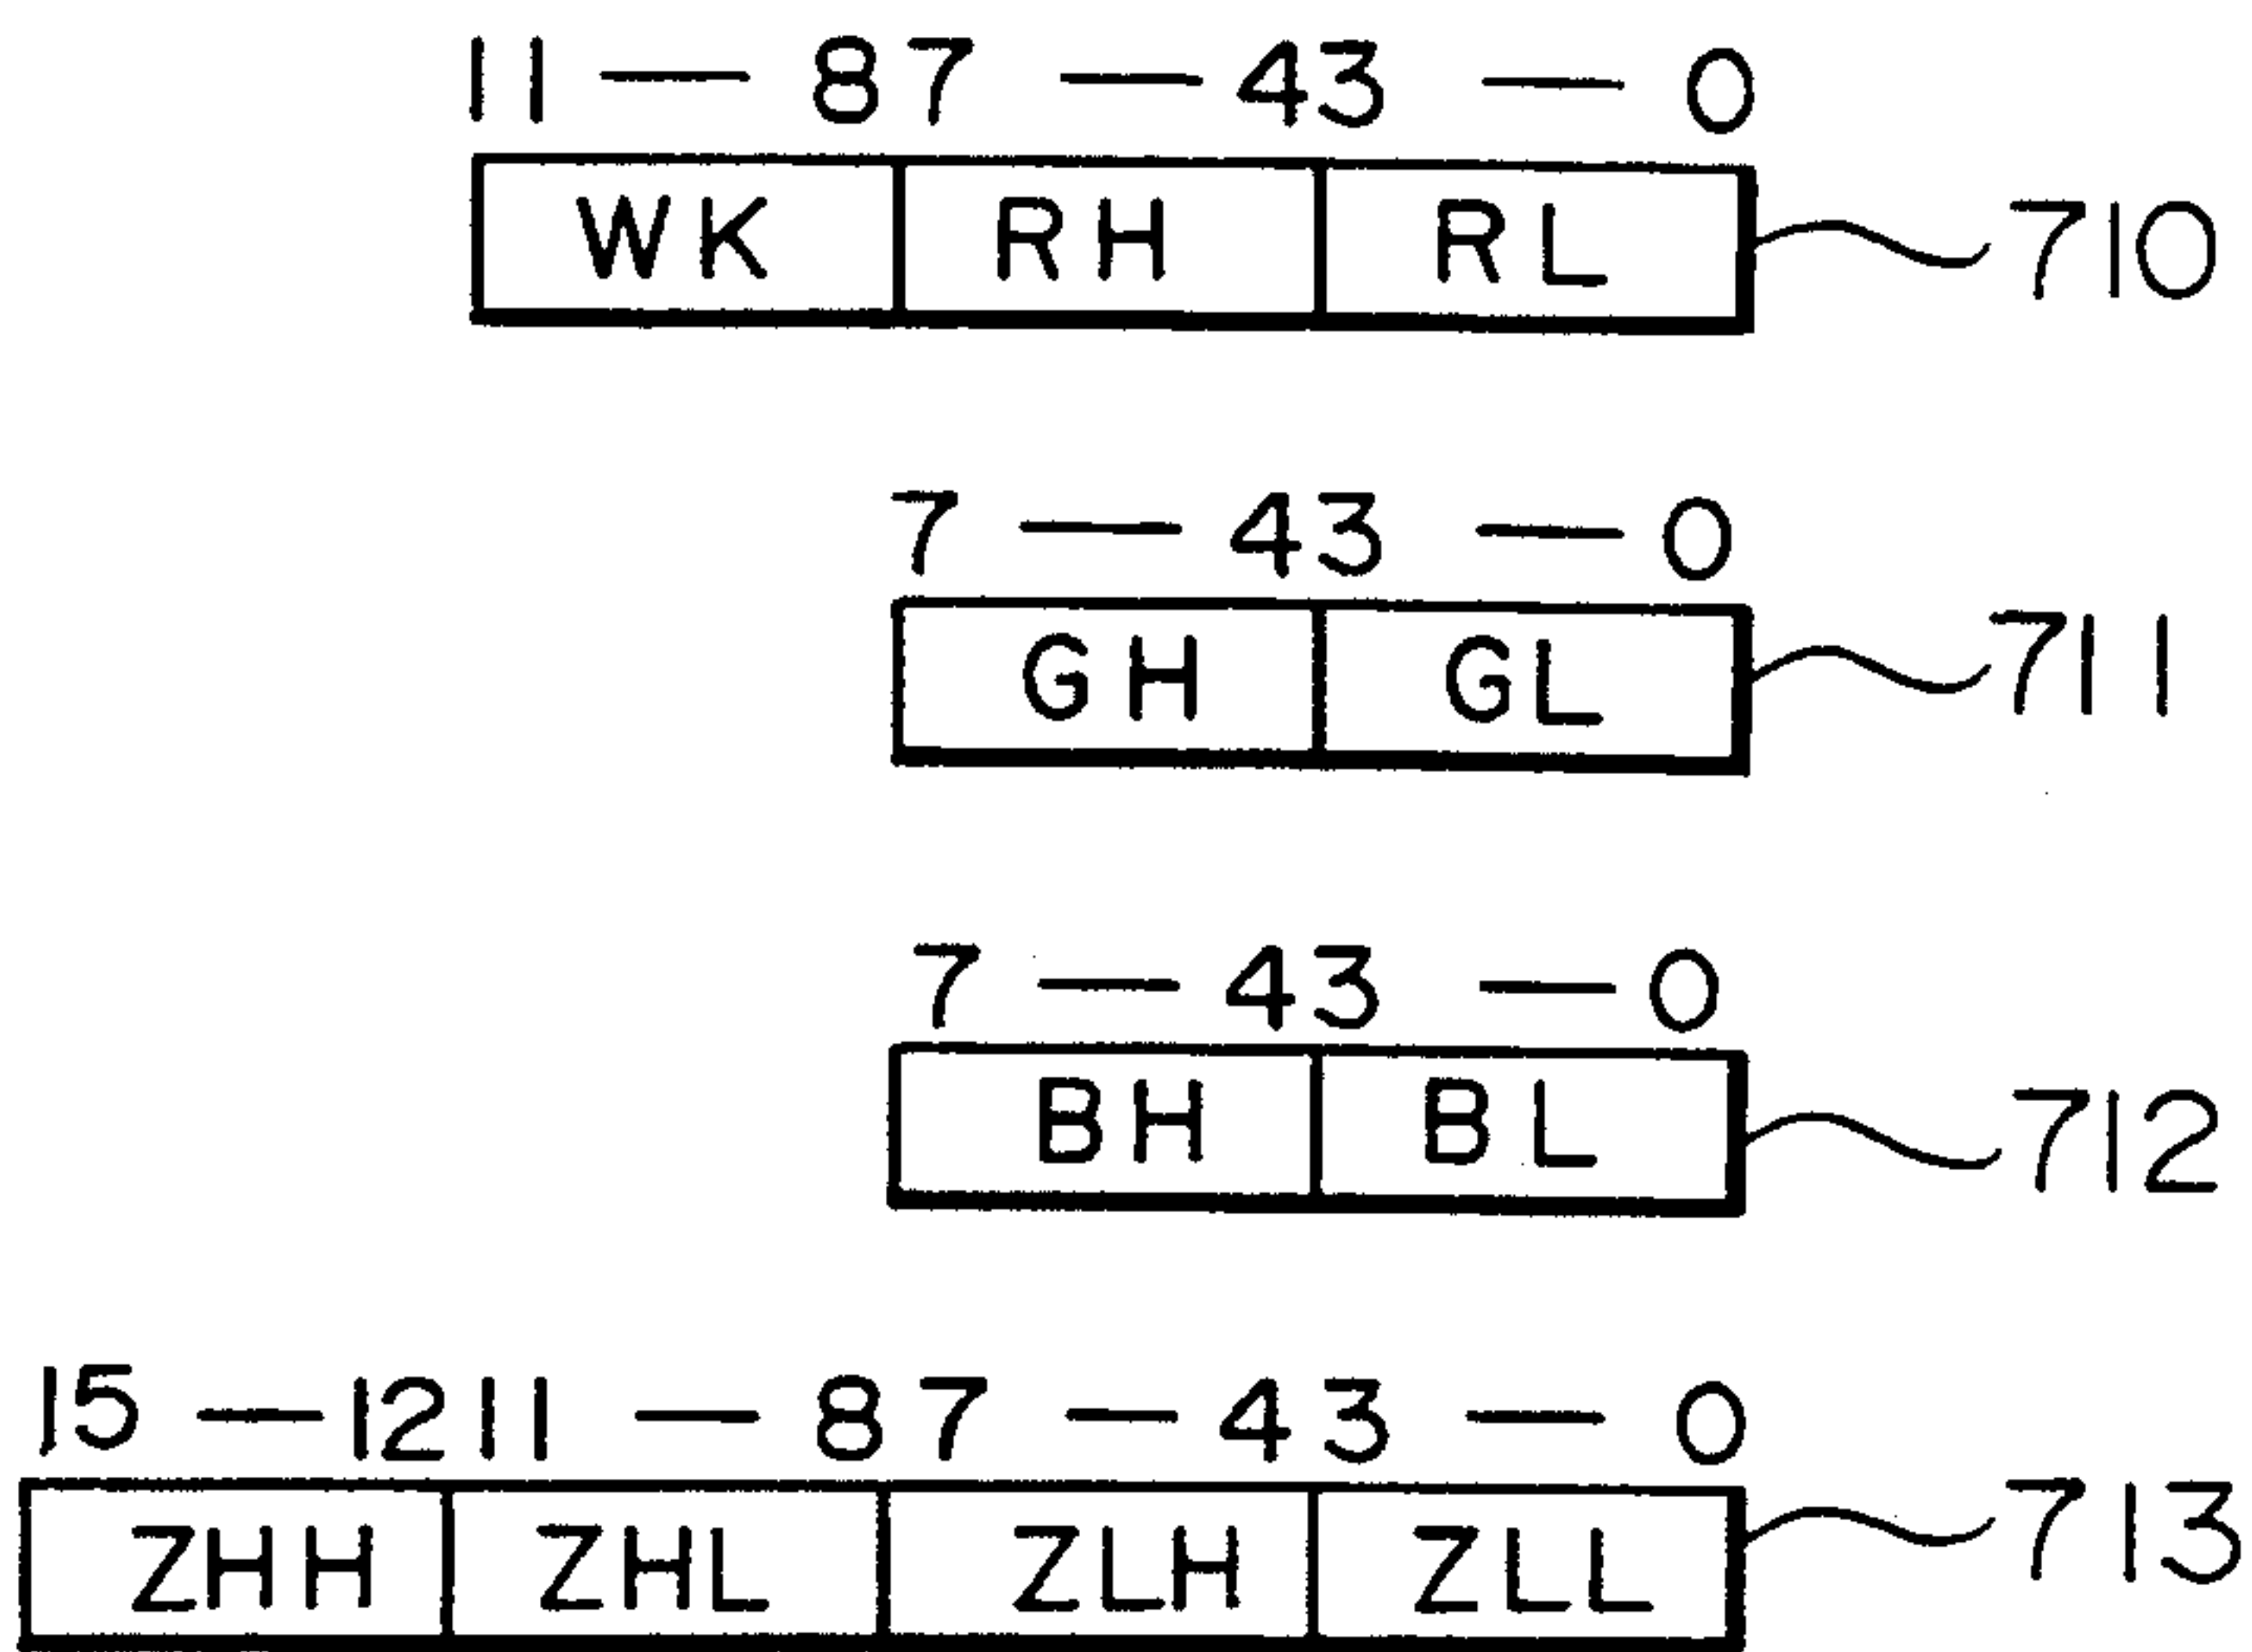 11 — 87 — 43 — 0
WK RH RL 710
7 — 43 — 0
GH GL 711
7 — 43 — 0
BH BL 712
15 — 1211 — 87 — 43 — 0
ZHH ZHL ZLH ZLL 713